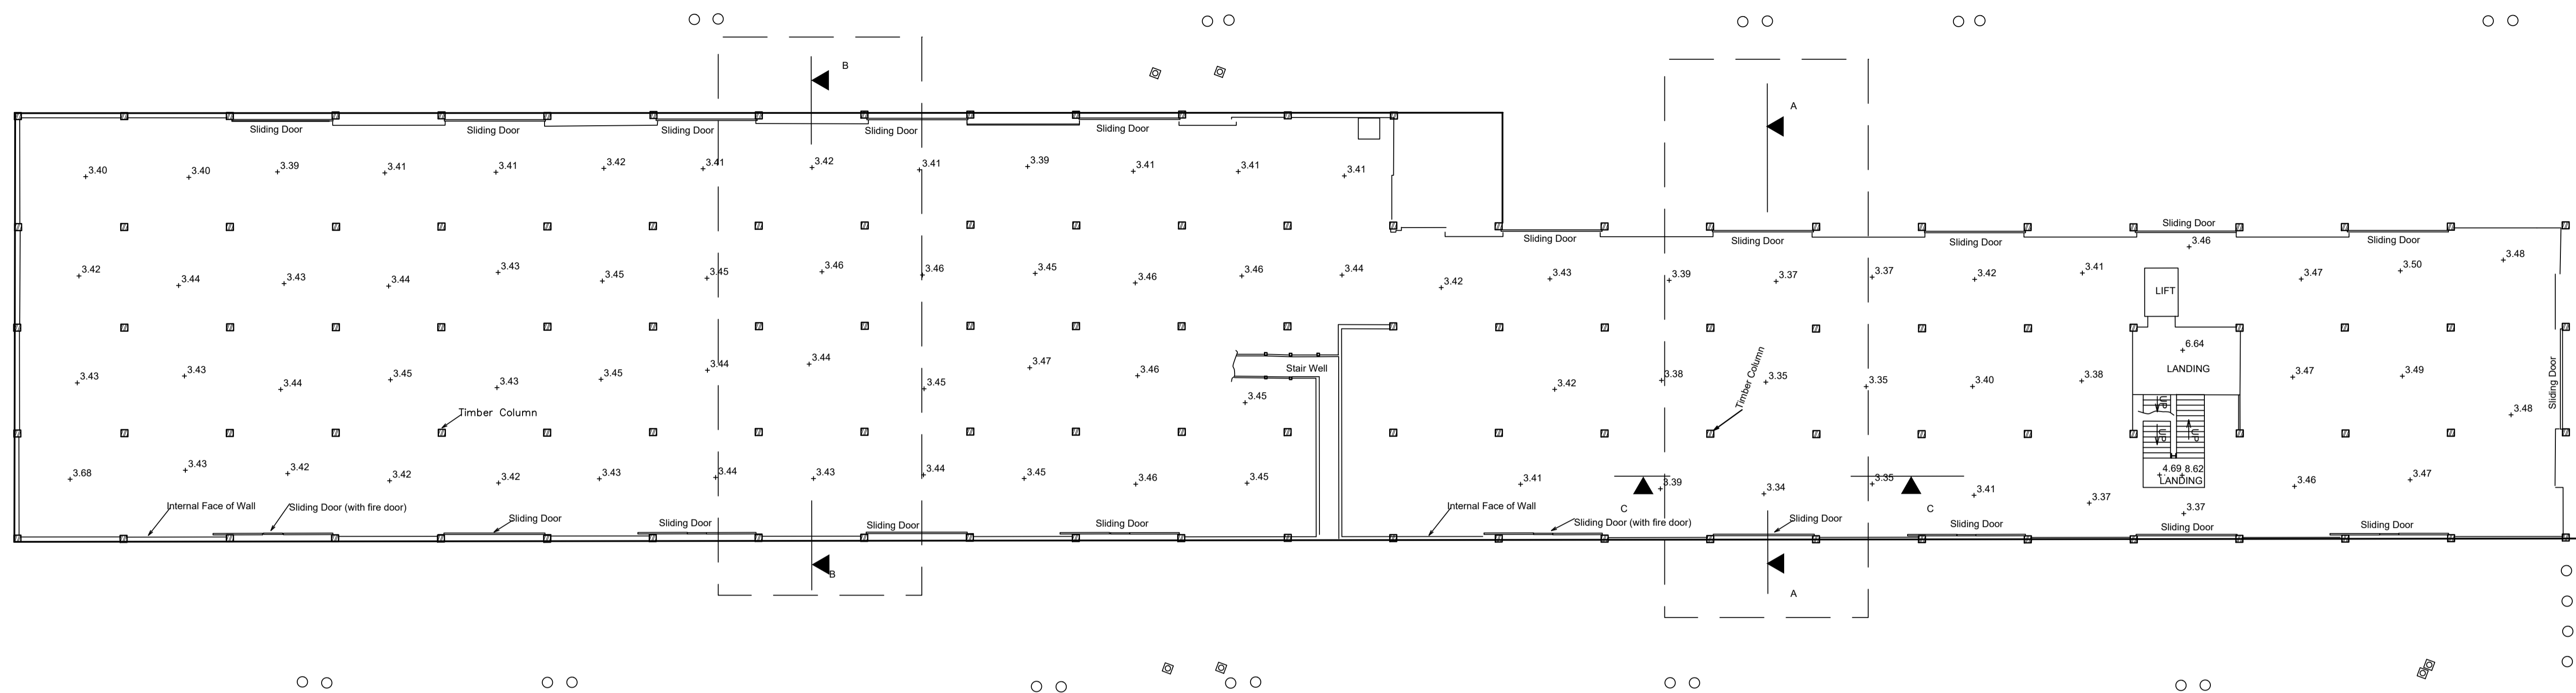 B
A
Sliding Door
Sliding Door
Sliding Door
Sliding Door
Sliding Door
3.40
3.40
3.39
3.41
3.41
3.42
3.41
3.42
3.41
3.39
3.41
3.41
3.41
Sliding Door
Sliding Door
Sliding Door
Sliding Door
Sliding Door
3.46
3.42
3.44
3.43
3.44
3.43
3.45
3.45
3.46
3.46
3.45
3.46
3.46
3.44
3.42
3.43
3.39
3.37
3.37
3.42
3.41
3.47
3.50
3.48
LIFT
6.64
LANDING
Stair Well
3.43
3.43
3.44
3.45
3.43
3.45
3.44
3.44
3.45
3.47
3.46
3.45
3.42
3.38
3.35
3.35
3.40
3.38
3.47
3.49
3.48
Timber Column
Timber Column
Sliding Door
UP
UP
UP
4.69
8.62
LANDING
3.68
3.43
3.42
3.42
3.42
3.43
3.44
3.43
3.44
3.45
3.46
3.45
3.41
3.39
3.34
3.35
3.41
3.37
3.37
3.46
3.47
C
C
Internal Face of Wall
Sliding Door (with fire door)
Sliding Door
Sliding Door
Sliding Door
Sliding Door
Internal Face of Wall
Sliding Door (with fire door)
Sliding Door
Sliding Door
Sliding Door
Sliding Door
B
A